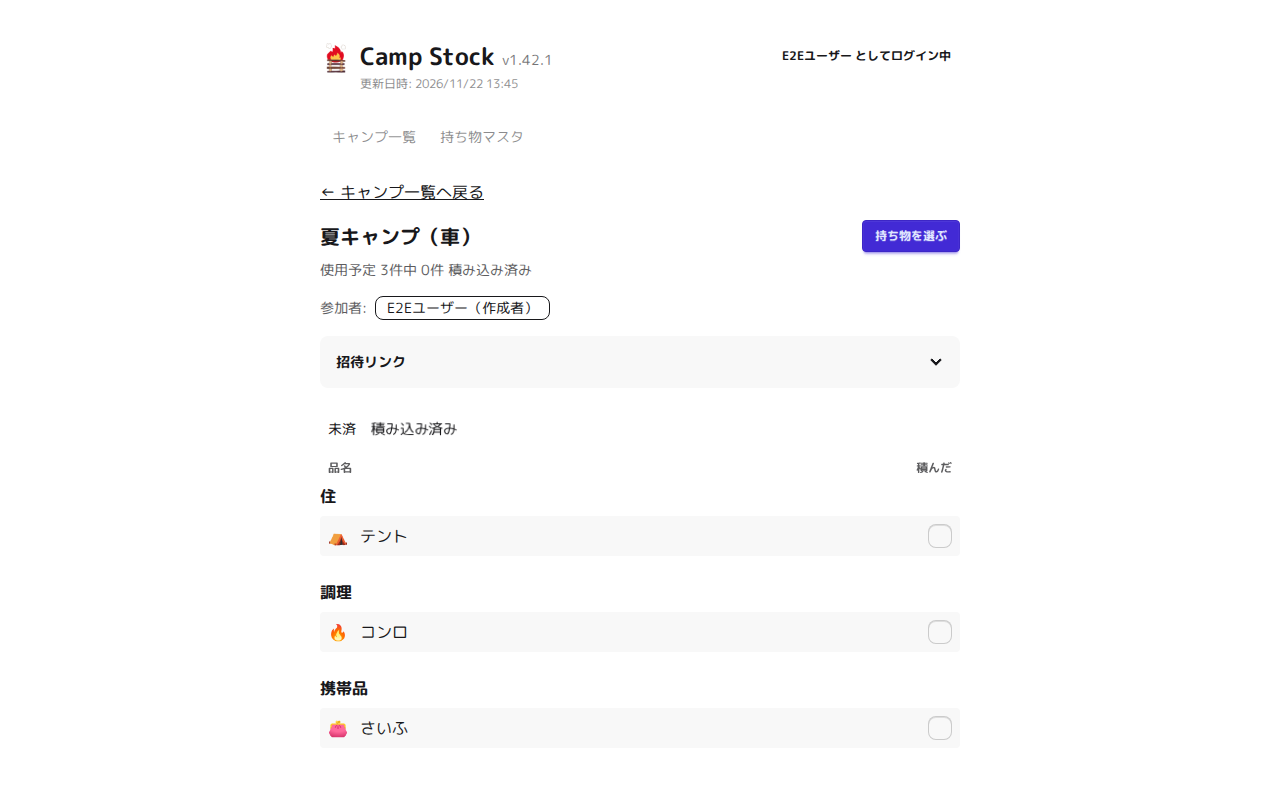 Camp Stock v1.42.1
E2Eユーザー としてログイン中
更新日時: 2026/11/22 13:45
キャンプ一覧 持ち物マスタ
← キャンプ一覧へ戻る
夏キャンプ（車）
持ち物を選ぶ
使用予定 3件中 0件 積み込み済み
参加者: E2Eユーザー（作成者）
招待リンク
未済 積み込み済み
品名 積んだ
住
テント
調理
コンロ
携帯品
さいふ